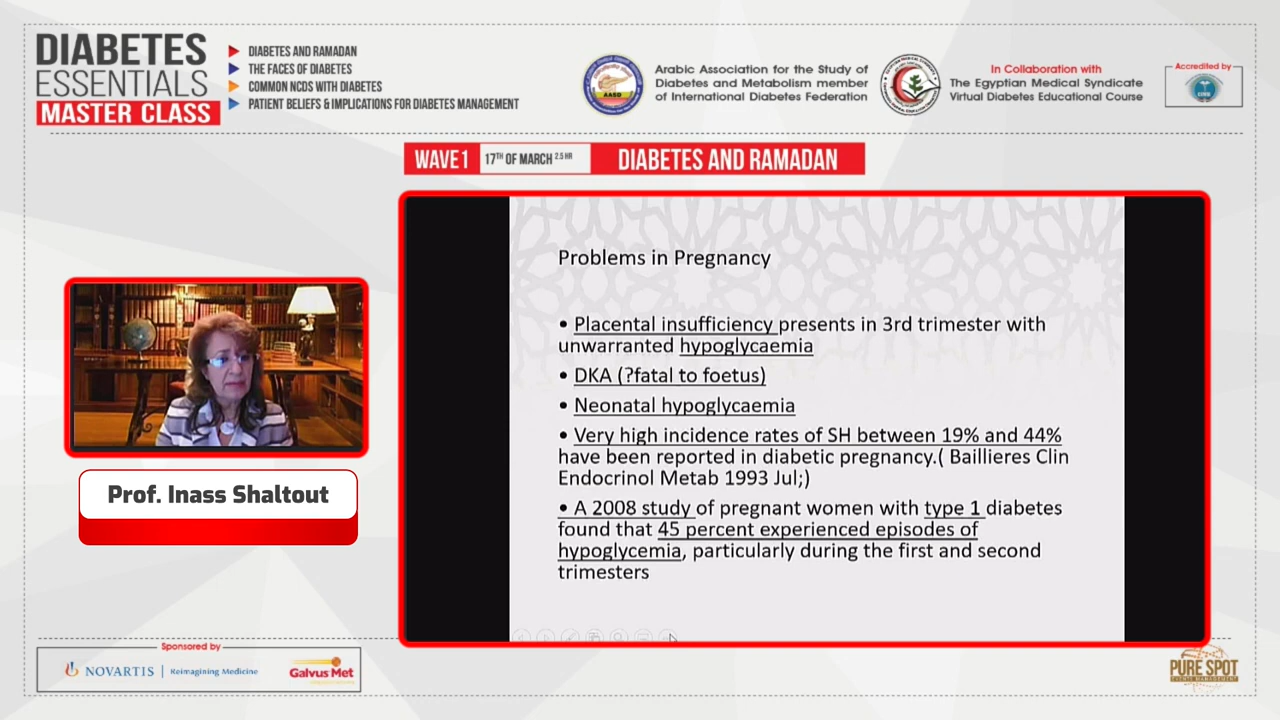 DIABETES
ESSENTIALS
MASTER CLASS
DIABETES AND RAMADAN
THE FACES OF DIABETES
COMMON NCDS WITH DIABETES
PATIENT BELIEFS & IMPLICATIONS FOR DIABETES MANAGEMENT
AASD
Arabic Association for the Study of
Diabetes and Metabolism member
of International Diabetes Federation
In Collaboration with
The Egyptian Medical Syndicate
Virtual Diabetes Educational Course
Accredited by
WAVE1
17TH OF MARCH 2.5 HR
DIABETES AND RAMADAN
Problems in Pregnancy
• Placental insufficiency presents in 3rd trimester with
unwarranted hypoglycaemia
• DKA (?fatal to foetus)
• Neonatal hypoglycaemia
• Very high incidence rates of SH between 19% and 44%
have been reported in diabetic pregnancy.( Baillieres Clin
Endocrinol Metab 1993 Jul;)
• A 2008 study of pregnant women with type 1 diabetes
found that 45 percent experienced episodes of
hypoglycemia, particularly during the first and second
trimesters
Prof. Inass Shaltout
Sponsored by
NOVARTIS | Reimagining Medicine
Galvus Met
PURE SPOT
EVENTS MANAGEMENT